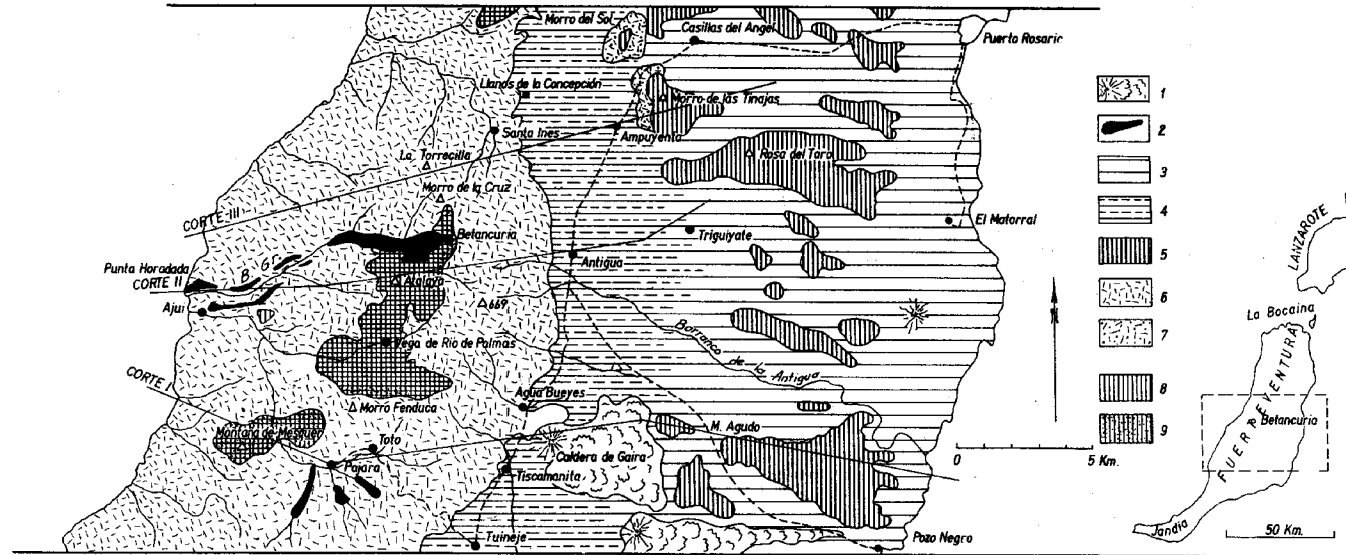 Morro del Sol
Casillas del Angel
Puerto Rosario
Llanos de la Concepción
Morro de las Tinajas
Santa Ines
Ampuyenta
La Torrecilla
Rosa del Taro
Morro de la Cruz
CORTE III
El Matorral
Betancuria
Triguiyate
Punta Horadada
B. Gr.
Antigua
CORTE II
Atalaya
Ajui
669
Barranco de la Antigua
Vega de Rio de Palmas
CORTE I
Agua Bueyes
Morro Fenduca
M. Agudo
Montaña de Mesquer
Toto
Caldera de Gaira
Pajara
Tiscamanita
Tuineje
Pozo Negro
0 5 Km.
1
2
3
4
5
6
7
8
9
LANZAROTE
La Bocaina
FUERTEVENTURA
Betancuria
Jandia
50 Km.